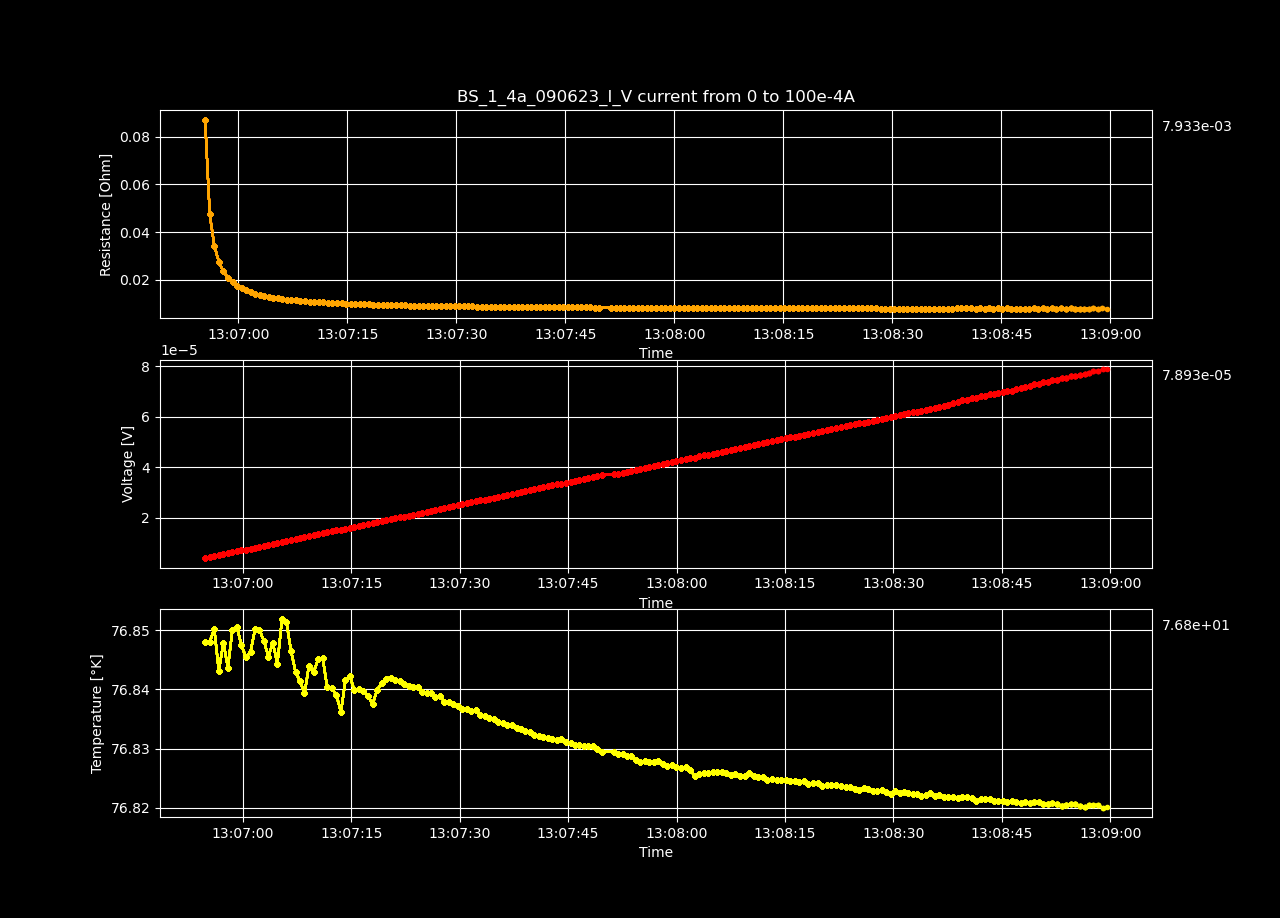 BS_1_4a_090623_I_V current from 0 to 100e-4A
7.933e-03
0.08
0.06
0.04
0.02
Resistance [Ohm]
13:07:00 13:07:15 13:07:30 13:07:45 13:08:00 13:08:15 13:08:30 13:08:45 13:09:00
Time
1e−5
7.893e-05
8
6
4
2
Voltage [V]
13:07:00 13:07:15 13:07:30 13:07:45 13:08:00 13:08:15 13:08:30 13:08:45 13:09:00
Time
7.68e+01
76.85
76.84
76.83
76.82
Temperature [°K]
13:07:00 13:07:15 13:07:30 13:07:45 13:08:00 13:08:15 13:08:30 13:08:45 13:09:00
Time